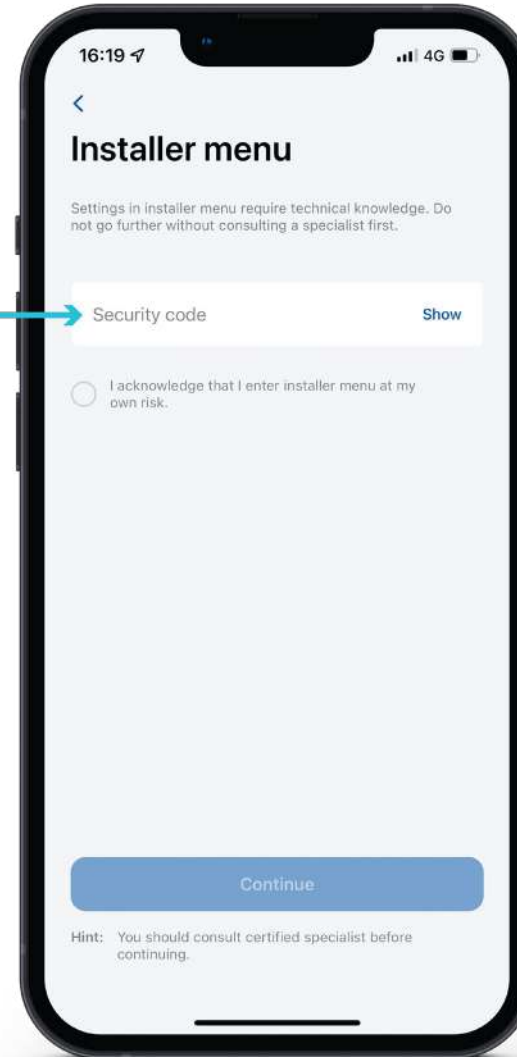 16:19
4G
Installer menu
Settings in installer menu require technical knowledge. Do
not go further without consulting a specialist first.
Security code Show
I acknowledge that I enter installer menu at my
own risk.
Continue
Hint: You should consult certified specialist before
continuing.